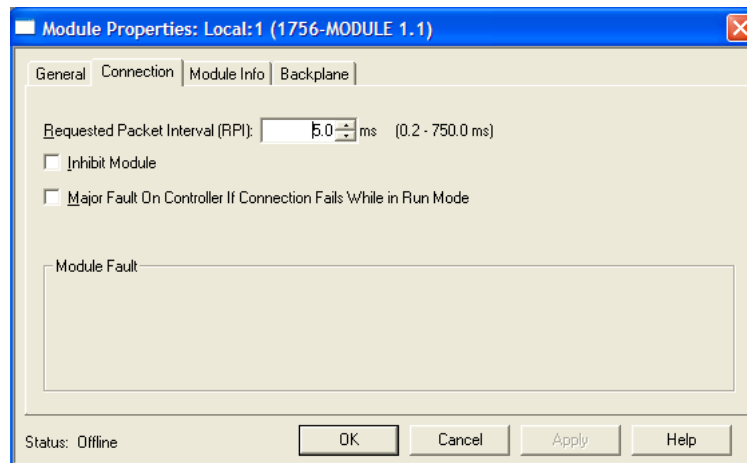 Module Properties: Local:1 (1756-MODULE 1.1)
General Connection Module Info Backplane
Requested Packet Interval (RPI): 5.0 ms (0.2 - 750.0 ms)
Inhibit Module
Major Fault On Controller If Connection Fails While in Run Mode
Module Fault
Status: Offline OK Cancel Apply Help